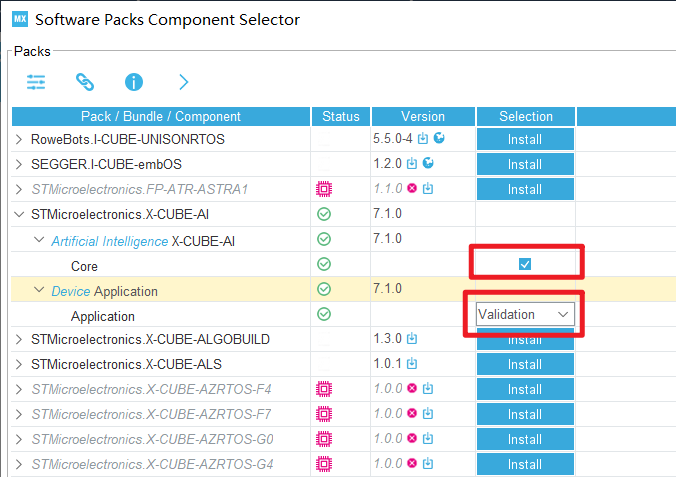 MX Software Packs Component Selector
Packs
Pack / Bundle / Component Status Version Selection
RoweBots.I-CUBE-UNISONRTOS 5.5.0-4 Install
SEGGER.I-CUBE-embOS 1.2.0 Install
STMicroelectronics.FP-ATR-ASTRA1 1.1.0 Install
STMicroelectronics.X-CUBE-AI 7.1.0
Artificial Intelligence X-CUBE-AI 7.1.0
Core
Device Application 7.1.0
Application Validation
STMicroelectronics.X-CUBE-ALGOBUILD 1.3.0 Install
STMicroelectronics.X-CUBE-ALS 1.0.1 Install
STMicroelectronics.X-CUBE-AZRTOS-F4 1.0.0 Install
STMicroelectronics.X-CUBE-AZRTOS-F7 1.0.0 Install
STMicroelectronics.X-CUBE-AZRTOS-G0 1.0.0 Install
STMicroelectronics.X-CUBE-AZRTOS-G4 1.0.0 Install